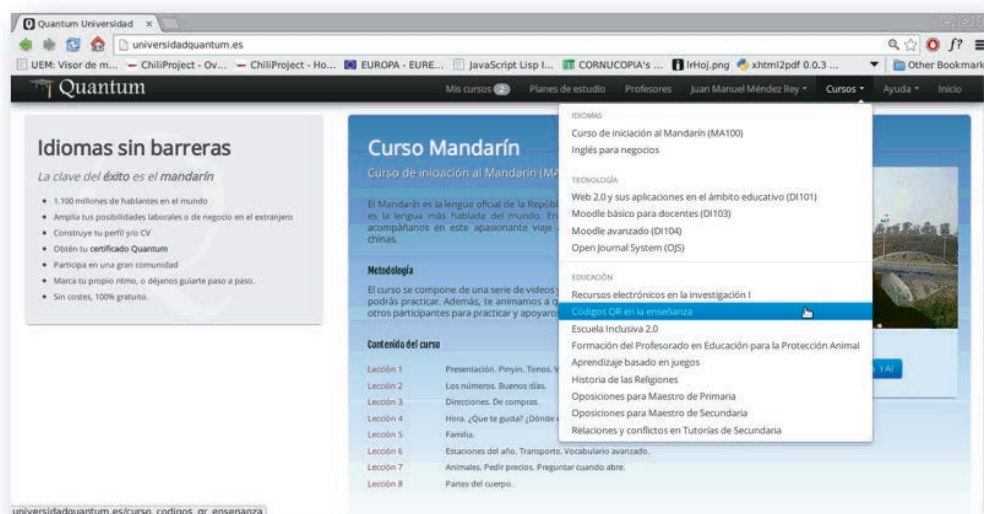 Quantum Universidad
universidadquantum.es
UEM: Visor de m... ChiliProject - Ov... ChiliProject - Ho... EUROPA - EURE... JavaScript Lisp I... CORNUCOPIA's ... IrHoj.png xhtml2pdf 0.0.3 ... Other Bookmark
Quantum
Mis cursos 2 Planes de estudio Profesores Juan Manuel Méndez Rey Cursos Ayuda Inicio
Idiomas sin barreras
La clave del éxito es el mandarín
1.100 millones de hablantes en el mundo
Amplia tus posibilidades laborales o de negocio en el extranjero
Construye tu perfil y/o CV
Obtén tu certificado Quantum
Participa en una gran comunidad
Marca tu propio ritmo, o déjanos guiarte paso a paso.
Sin costes, 100% gratuito.
Curso Mandarín
Curso de iniciación al Mandarín (MA
El Mandarín es la lengua oficial de la Repúbl
es la lengua más hablada del mundo. En
acompáñanos en este apasionante viaje
chinas.
Metodología
El curso se compone de una serie de videos y
podrás practicar. Además, te animamos a q
otros participantes para practicar y apoyaros
Contenido del curso
Lección 1 Presentación. Pinyin. Tonos. V
Lección 2 Los números. Buenos días.
Lección 3 Direcciones. De compras.
Lección 4 Hora. ¿Que te gusta? ¿Dónde
Lección 5 Familia.
Lección 6 Estaciones del año. Transporte. Vocabulario avanzado.
Lección 7 Animales. Pedir precios. Preguntar cuando abre.
Lección 8 Partes del cuerpo.
IDIOMAS
Curso de iniciación al Mandarín (MA100)
Inglés para negocios
TECNOLOGÍA
Web 2.0 y sus aplicaciones en el ámbito educativo (DI101)
Moodle básico para docentes (DI103)
Moodle avanzado (DI104)
Open Journal System (OJS)
EDUCACIÓN
Recursos electrónicos en la investigación I
Códigos QR en la enseñanza
Escuela Inclusiva 2.0
Formación del Profesorado en Educación para la Protección Animal
Aprendizaje basado en juegos
Historia de las Religiones
Oposiciones para Maestro de Primaria
Oposiciones para Maestro de Secundaria
Relaciones y conflictos en Tutorías de Secundaria
YA!
universidadquantum.es/curso_codigos_qr_ensenanza